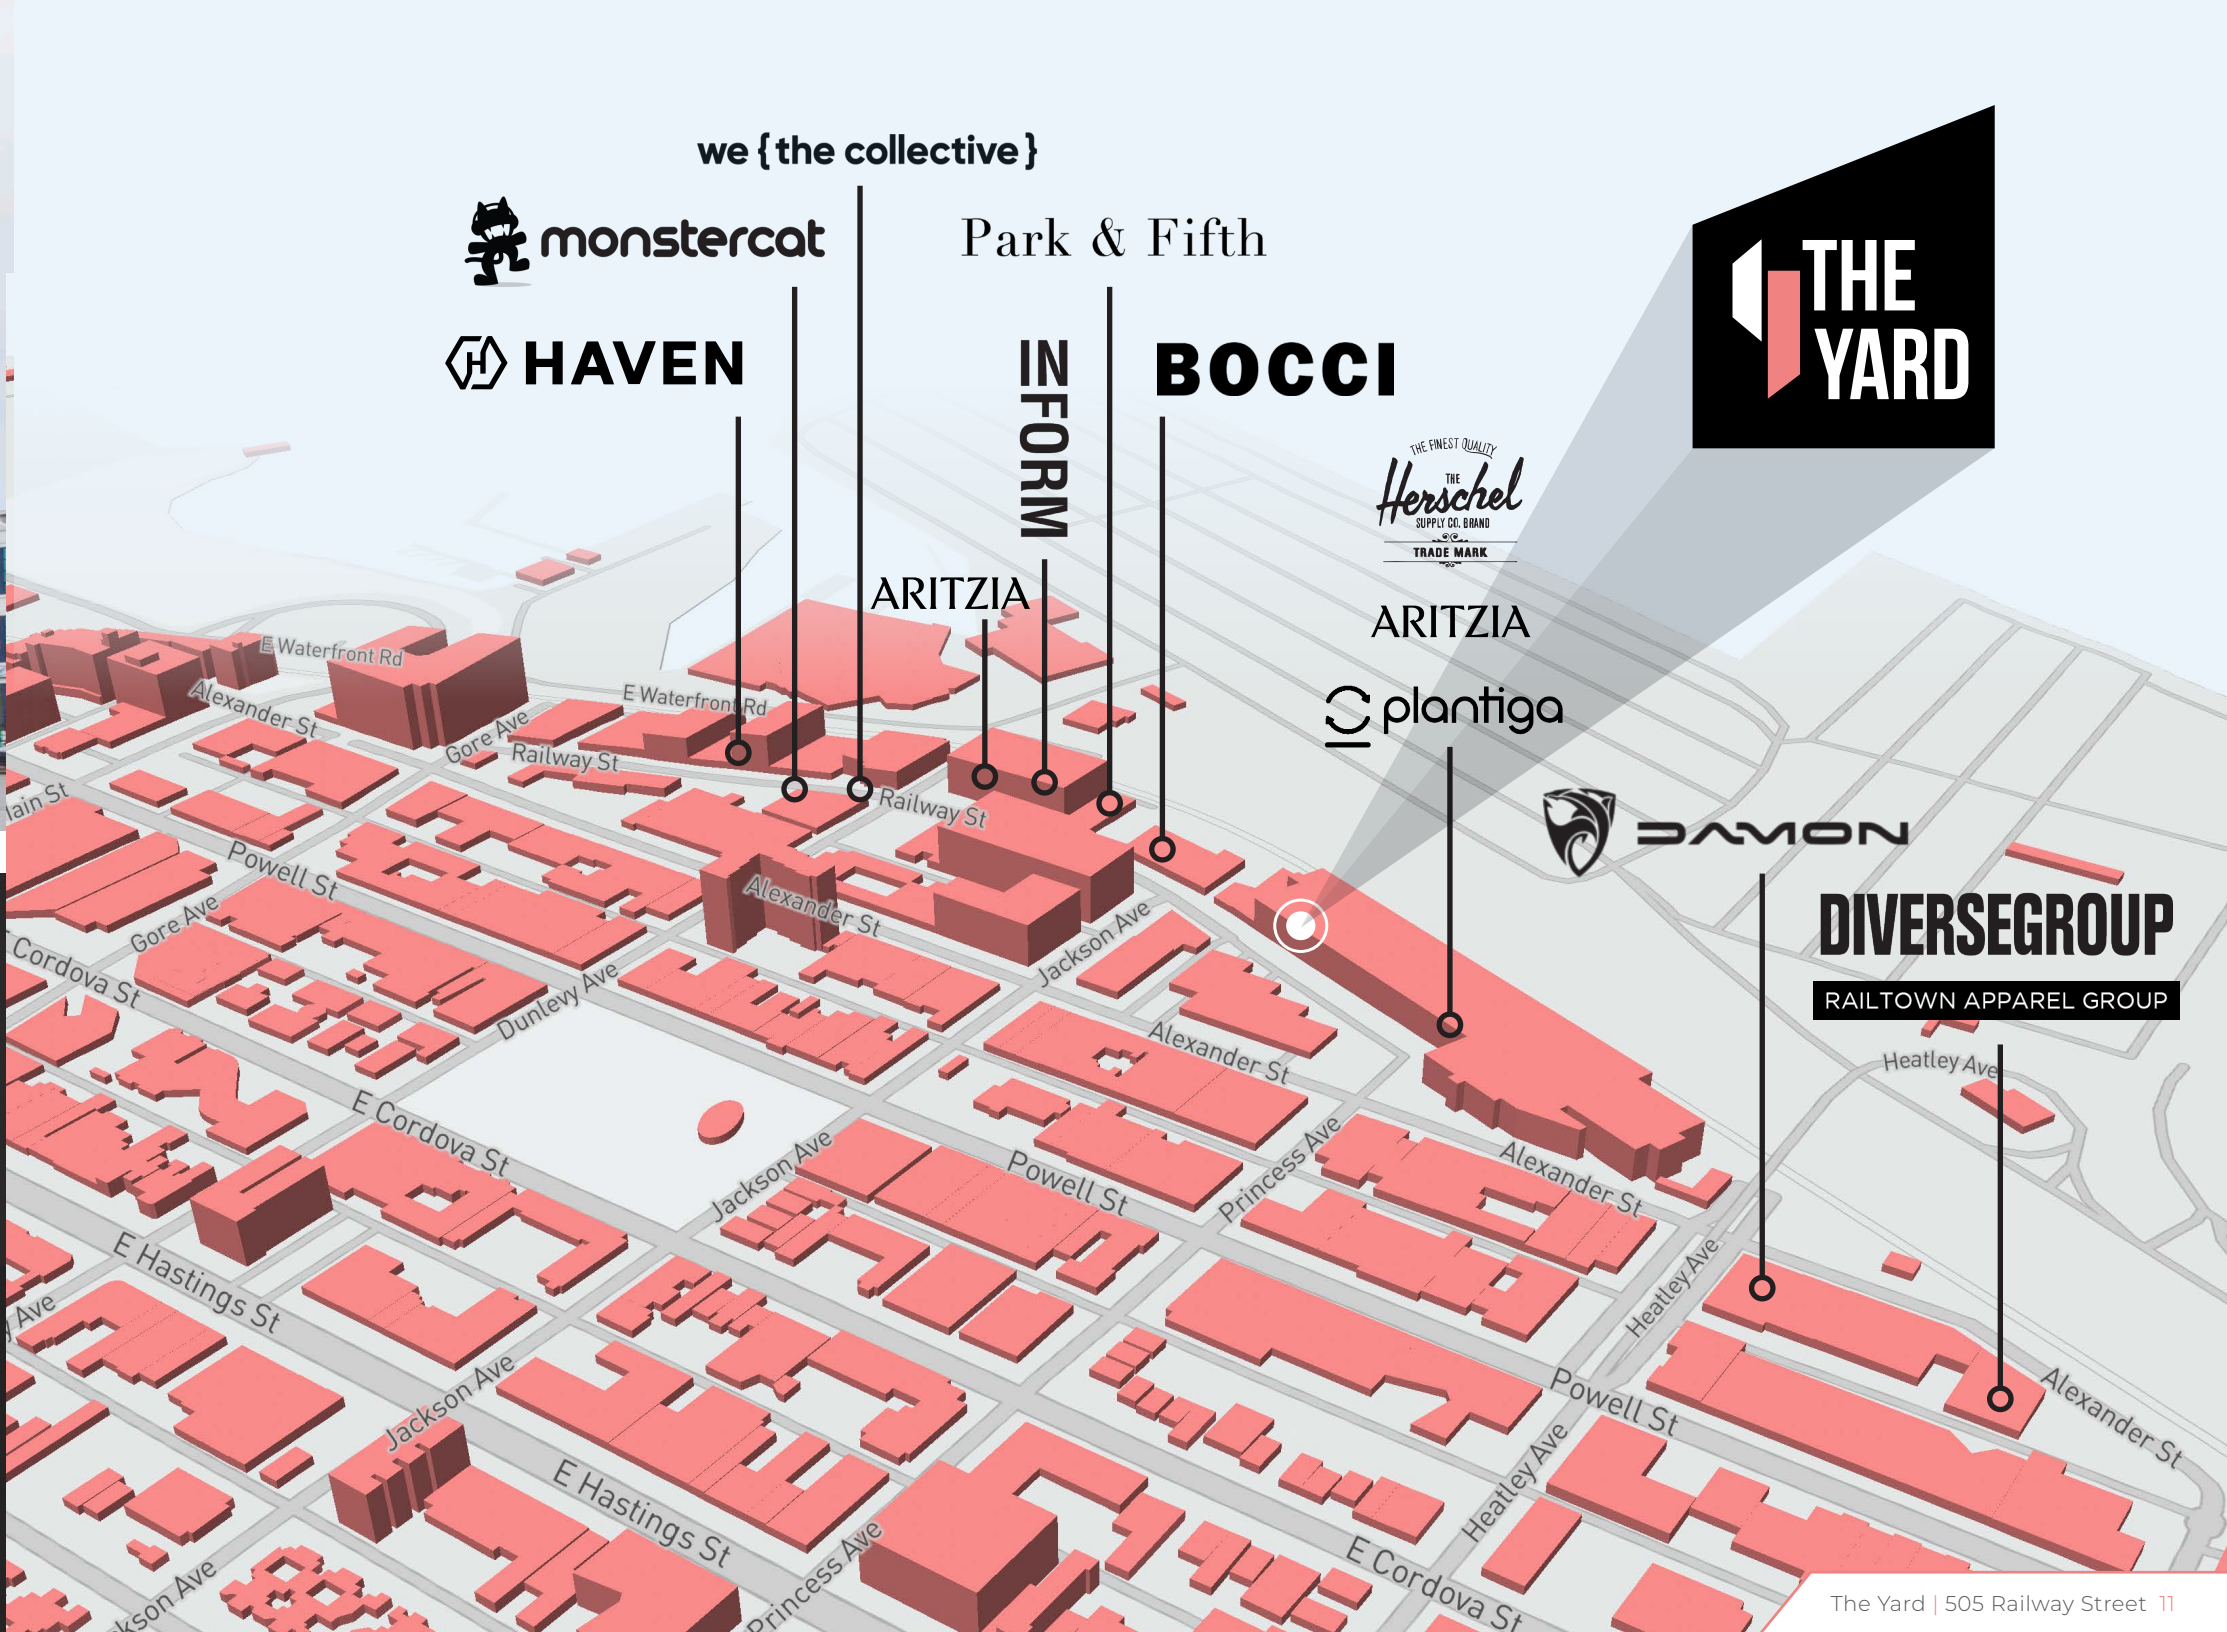 we {the collective}
monstercat
Park & Fifth
HAVEN
INFORM
BOCCI
THE YARD
THE FINEST QUALITY
THE
Herschel
SUPPLY CO. BRAND
TRADE MARK
ARITZIA
ARITZIA
plantiga
DAMON
DIVERSEGROUP
RAILTOWN APPAREL GROUP
E Waterfront Rd
Alexander St
E Waterfront Rd
Gore Ave
Railway St
Railway St
Powell St
Alexander St
Gore Ave
Jackson Ave
Cordova St
Dunlevy Ave
Alexander St
Heatley Ave
E Cordova St
Jackson Ave
Powell St
Princess Ave
Alexander St
E Hastings St
Heatley Ave
Ave
Jackson Ave
Powell St
Alexander St
E Hastings St
Heatley Ave
Princess Ave
E Cordova St
kson Ave
The Yard | 505 Railway Street 11